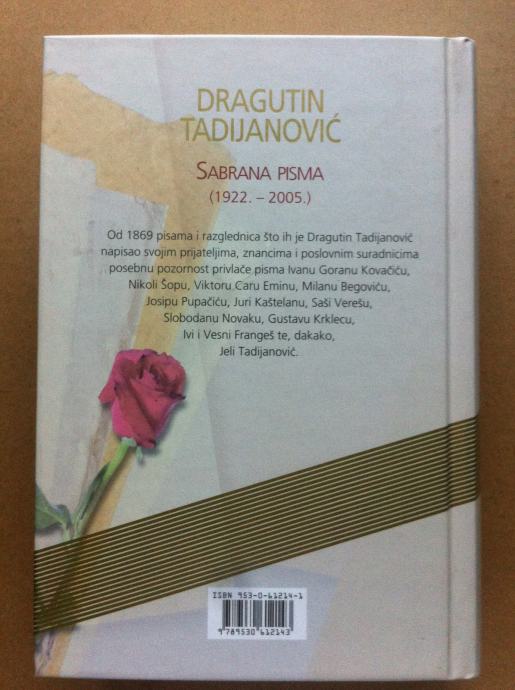 DRAGUTIN
TADIJANOVIĆ
SABRANA PISMA
(1922. – 2005.)
Od 1869 pisama i razglednica što ih je Dragutin Tadijanović
napisao svojim prijateljima, znancima i poslovnim suradnicima
posebnu pozornost privlače pisma Ivanu Goranu Kovačiću,
Nikoli Šopu, Viktoru Caru Eminu, Milanu Begoviću,
Josipu Pupačiću, Juri Kaštelanu, Saši Verešu,
Slobodanu Novaku, Gustavu Krklecu,
Ivi i Vesni Frangeš te, dakako,
Jeli Tadijanović.
ISBN 953-0-61214-1
9 789530 612143